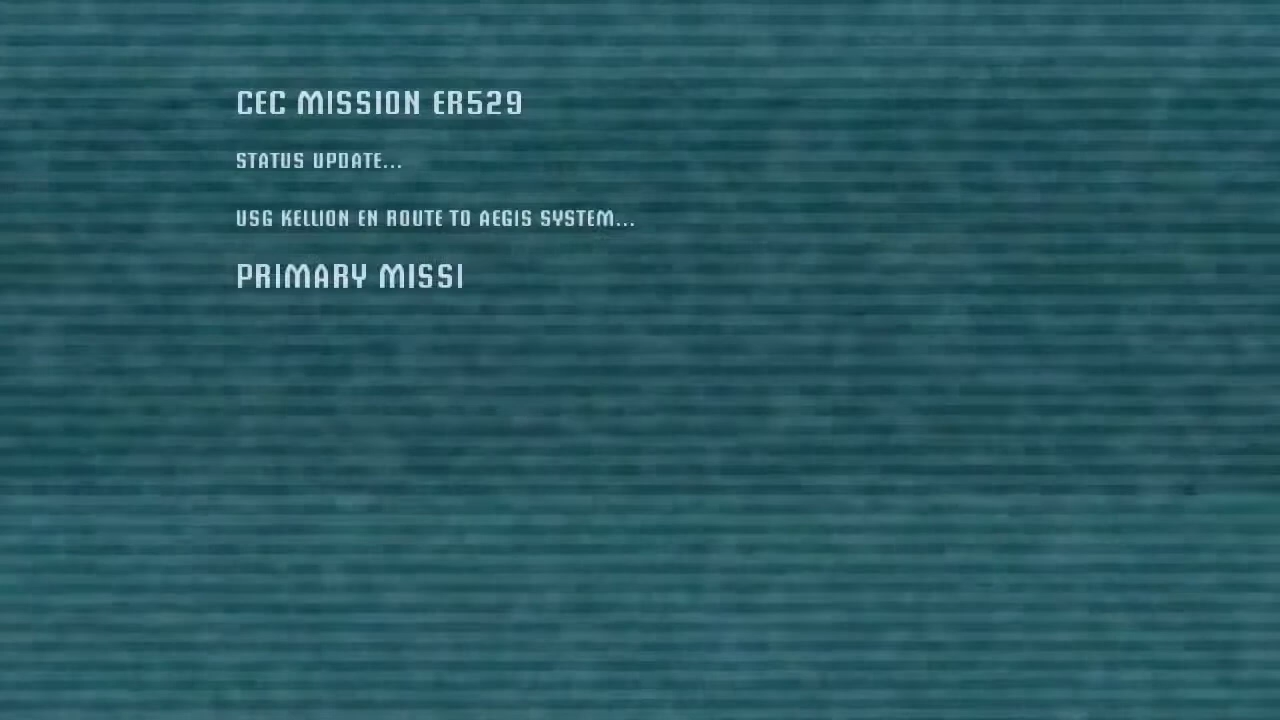 CEC MISSION ER529
STATUS UPDATE...
USG KELLION EN ROUTE TO AEGIS SYSTEM...
PRIMARY MISSI